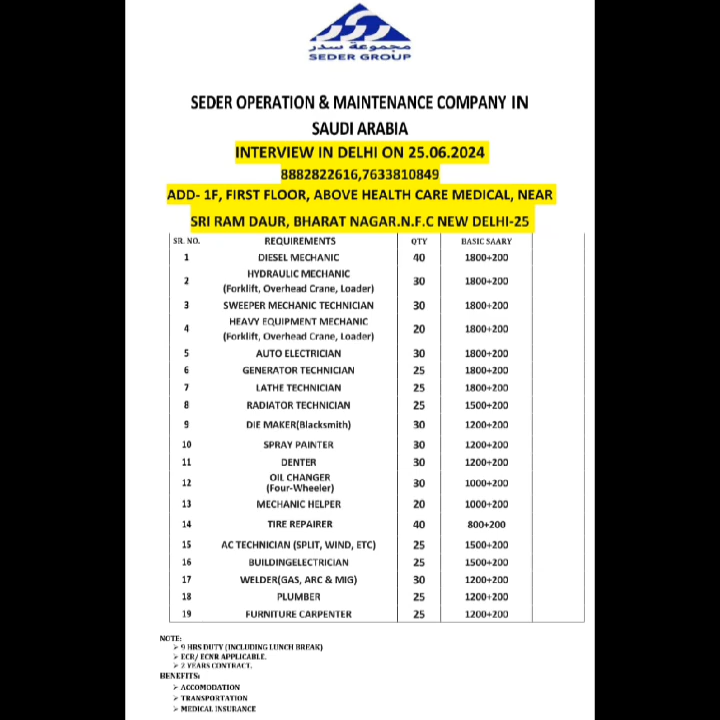 مجموعة سدر
SEDER GROUP
SEDER OPERATION & MAINTENANCE COMPANY IN
SAUDI ARABIA
INTERVIEW IN DELHI ON 25.06.2024
8882822616,7633810849
ADD- 1F, FIRST FLOOR, ABOVE HEALTH CARE MEDICAL, NEAR
SRI RAM DAUR, BHARAT NAGAR.N.F.C NEW DELHI-25
SR. NO. REQUIREMENTS QTY BASIC SAARY
1 DIESEL MECHANIC 40 1800+200
2 HYDRAULIC MECHANIC (Forklift, Overhead Crane, Loader) 30 1800+200
3 SWEEPER MECHANIC TECHNICIAN 30 1800+200
4 HEAVY EQUIPMENT MECHANIC (Forklift, Overhead Crane, Loader) 20 1800+200
5 AUTO ELECTRICIAN 30 1800+200
6 GENERATOR TECHNICIAN 25 1800+200
7 LATHE TECHNICIAN 25 1800+200
8 RADIATOR TECHNICIAN 25 1500+200
9 DIE MAKER(Blacksmith) 30 1200+200
10 SPRAY PAINTER 30 1200+200
11 DENTER 30 1200+200
12 OIL CHANGER (Four-Wheeler) 30 1000+200
13 MECHANIC HELPER 20 1000+200
14 TIRE REPAIRER 40 800+200
15 AC TECHNICIAN (SPLIT, WIND, ETC) 25 1500+200
16 BUILDINGELECTRICIAN 25 1500+200
17 WELDER(GAS, ARC & MIG) 30 1200+200
18 PLUMBER 25 1200+200
19 FURNITURE CARPENTER 25 1200+200
NOTE:
➢ 9 HRS DUTY (INCLUDING LUNCH BREAK)
➢ ECR/ ECNR APPLICABLE.
➢ 2 YEARS CONTRACT.
BENEFITS:
➢ ACCOMODATION
➢ TRANSPORTATION
➢ MEDICAL INSURANCE